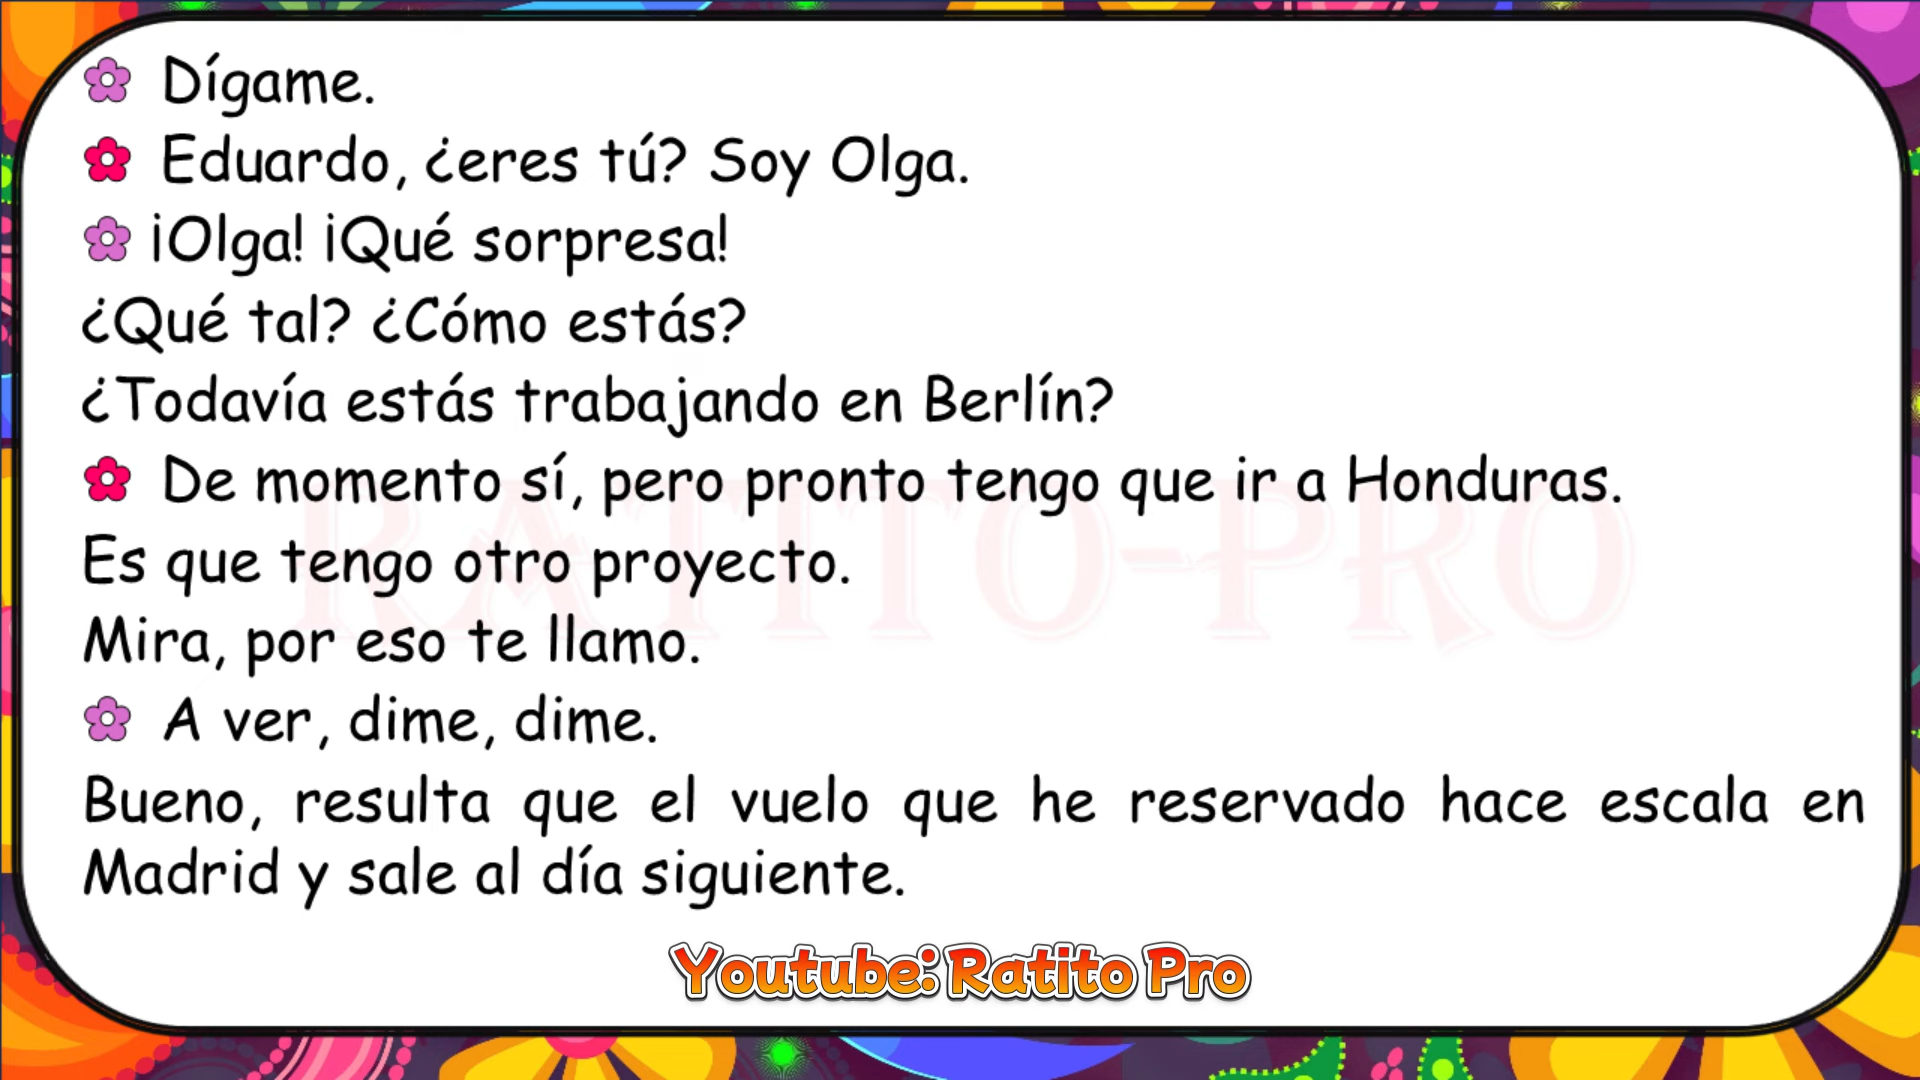 Dígame.
Eduardo, ¿eres tú? Soy Olga.
¡Olga! ¡Qué sorpresa!
¿Qué tal? ¿Cómo estás?
¿Todavía estás trabajando en Berlín?
De momento sí, pero pronto tengo que ir a Honduras.
Es que tengo otro proyecto.
Mira, por eso te llamo.
A ver, dime, dime.
Bueno, resulta que el vuelo que he reservado hace escala en
Madrid y sale al día siguiente.
RATITO-PRO
Youtube: Ratito Pro